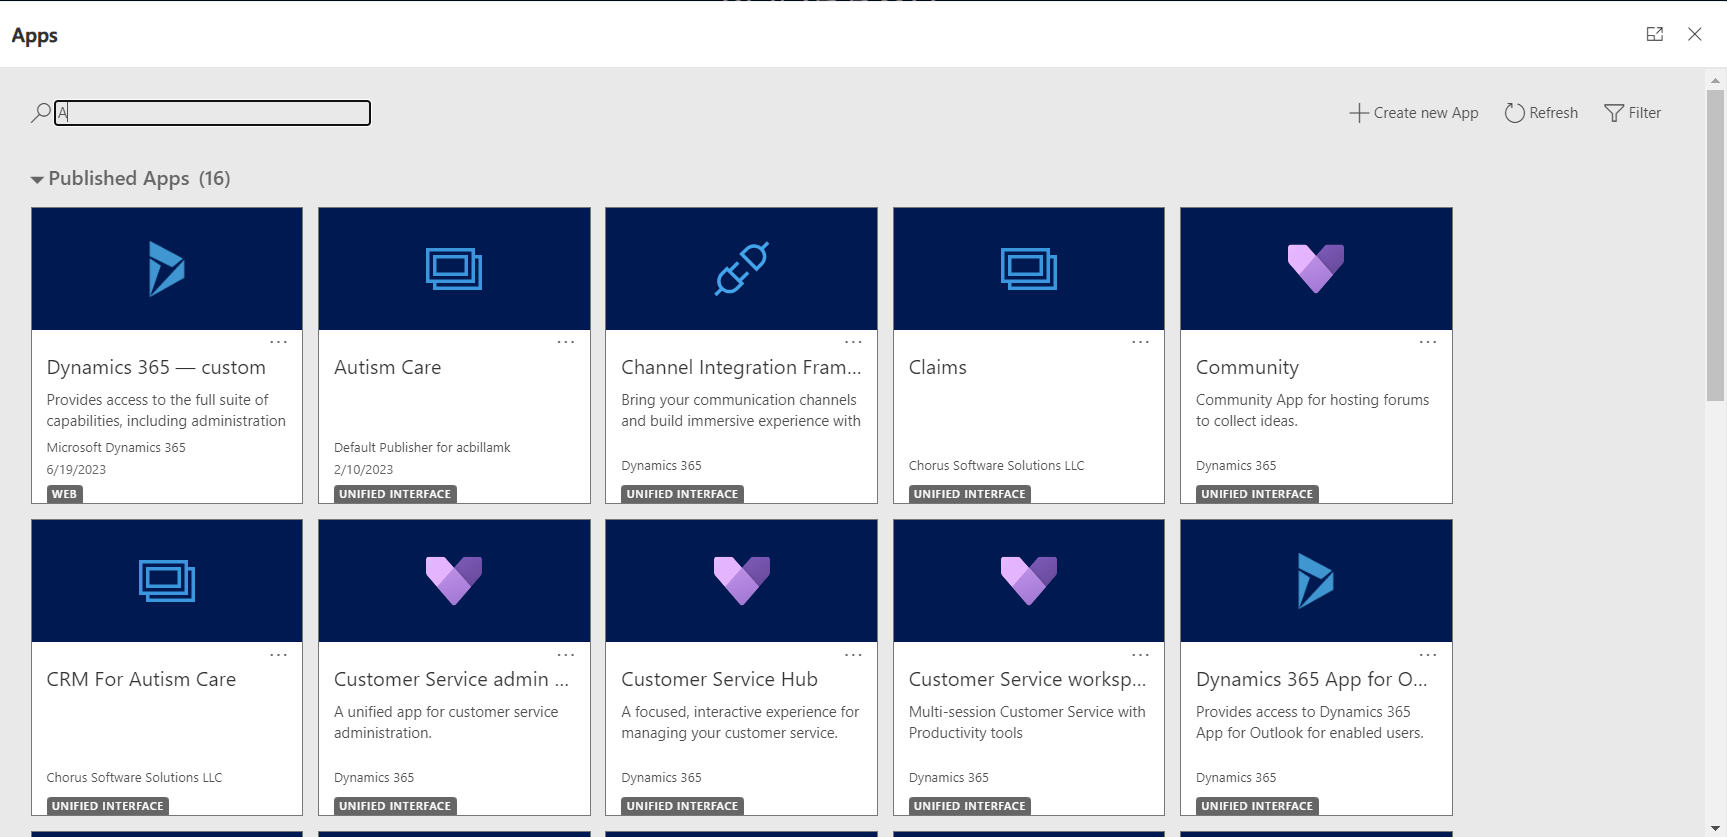 Apps
A
Create new App
Refresh
Filter
Published Apps (16)
Dynamics 365 — custom
Provides access to the full suite of
capabilities, including administration
Microsoft Dynamics 365
6/19/2023
WEB
Autism Care
Default Publisher for acbillamk
2/10/2023
UNIFIED INTERFACE
Channel Integration Fram...
Bring your communication channels
and build immersive experience with
Dynamics 365
UNIFIED INTERFACE
Claims
Chorus Software Solutions LLC
UNIFIED INTERFACE
Community
Community App for hosting forums
to collect ideas.
Dynamics 365
UNIFIED INTERFACE
CRM For Autism Care
Chorus Software Solutions LLC
UNIFIED INTERFACE
Customer Service admin ...
A unified app for customer service
administration.
Dynamics 365
UNIFIED INTERFACE
Customer Service Hub
A focused, interactive experience for
managing your customer service.
Dynamics 365
UNIFIED INTERFACE
Customer Service worksp...
Multi-session Customer Service with
Productivity tools
Dynamics 365
UNIFIED INTERFACE
Dynamics 365 App for O...
Provides access to Dynamics 365
App for Outlook for enabled users.
Dynamics 365
UNIFIED INTERFACE